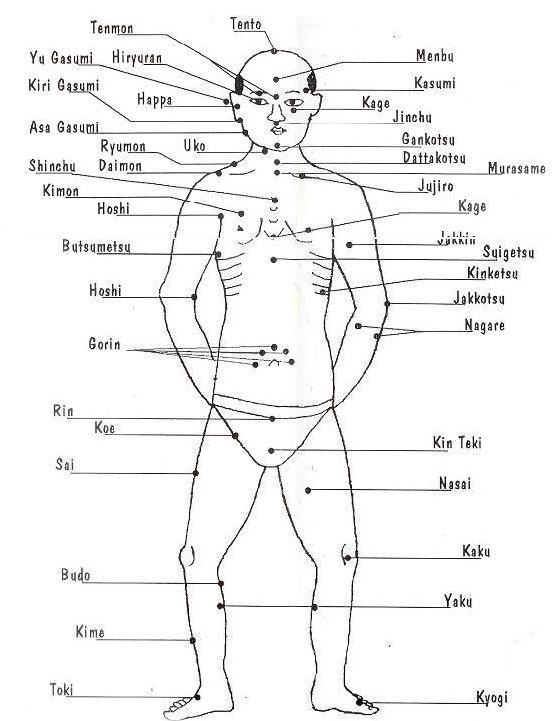 Tento
Tenmon
Yu Gasumi
Hiryuran
Menbu
Kiri Gasumi
Kasumi
Happa
Kage
Jinchu
Asa Gasumi
Ryumon
Uko
Gankotsu
Dattakotsu
Shinchu
Daimon
Murasame
Kimon
Jujiro
Hoshi
Kage
Jakkin
Butsumetsu
Suigetsu
Kinketsu
Hoshi
Jakkotsu
Nagare
Gorin
Rin
Koe
Kin Teki
Sai
Nasai
Kaku
Budo
Yaku
Kime
Toki
Kyogi